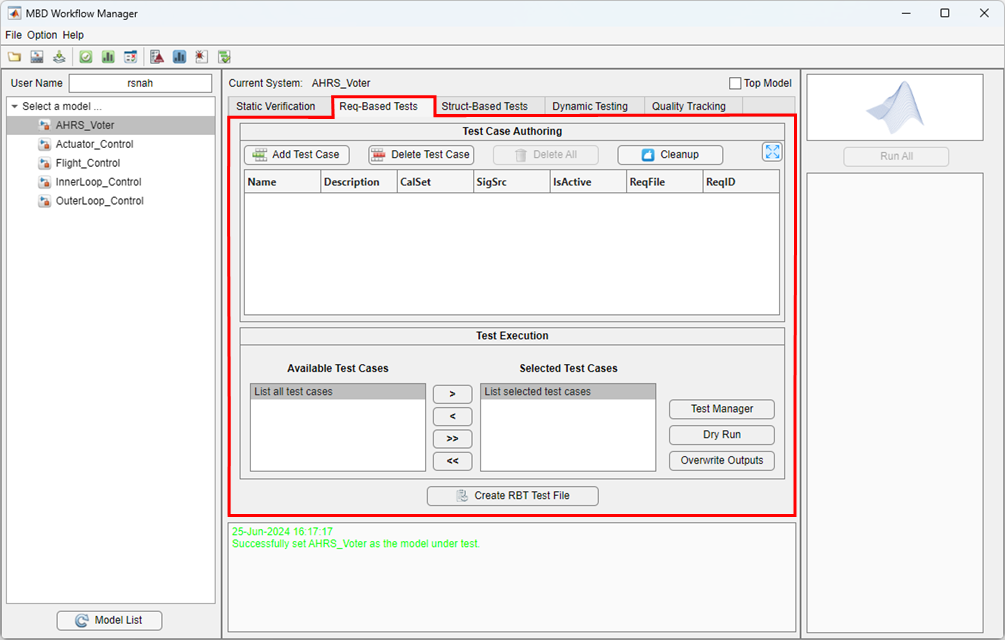 MBD Workflow Manager
File Option Help
User Name rsnah
Select a model ...
AHRS_Voter
Actuator_Control
Flight_Control
InnerLoop_Control
OuterLoop_Control
Model List
Current System: AHRS_Voter
Top Model
Static Verification Req-Based Tests Struct-Based Tests Dynamic Testing Quality Tracking
Test Case Authoring
Add Test Case Delete Test Case Delete All Cleanup
Name Description CalSet SigSrc IsActive ReqFile ReqID
Test Execution
Available Test Cases
List all test cases
>
<
>>
<<
Selected Test Cases
List selected test cases
Test Manager
Dry Run
Overwrite Outputs
Create RBT Test File
25-Jun-2024 16:17:17
Successfully set AHRS_Voter as the model under test.
Run All